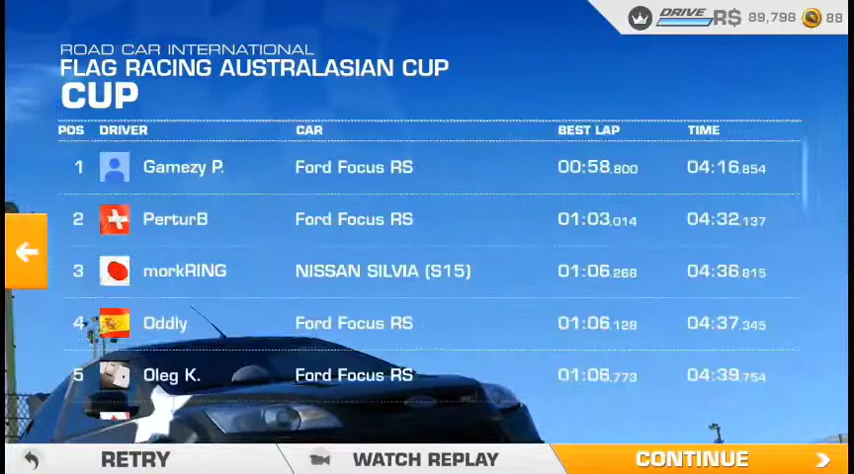 DRIVE R$ 89,798 88
ROAD CAR INTERNATIONAL
FLAG RACING AUSTRALASIAN CUP
CUP
POS DRIVER CAR BEST LAP TIME
1 Gamezy P. Ford Focus RS 00:58.800 04:16.854
2 PerturB Ford Focus RS 01:03.014 04:32.137
3 morkRING NISSAN SILVIA (S15) 01:06.268 04:36.815
4 Oddly Ford Focus RS 01:06.128 04:37.345
5 Oleg K. Ford Focus RS 01:06.773 04:39.754
RETRY WATCH REPLAY CONTINUE